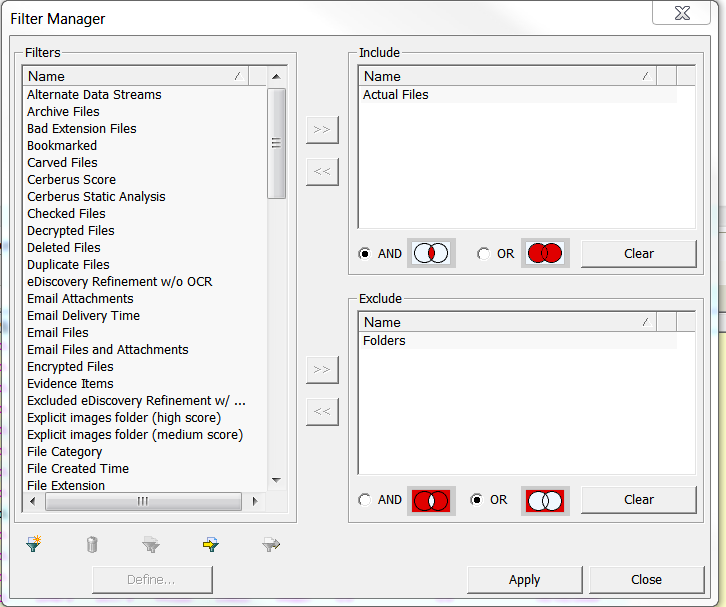 Filter Manager
Filters
Name
Alternate Data Streams
Archive Files
Bad Extension Files
Bookmarked
Carved Files
Cerberus Score
Cerberus Static Analysis
Checked Files
Decrypted Files
Deleted Files
Duplicate Files
eDiscovery Refinement w/o OCR
Email Attachments
Email Delivery Time
Email Files
Email Files and Attachments
Encrypted Files
Evidence Items
Excluded eDiscovery Refinement w/ ...
Explicit images folder (high score)
Explicit images folder (medium score)
File Category
File Created Time
File Extension
>>
<<
>>
<<
Include
Name
Actual Files
AND OR Clear
Exclude
Name
Folders
AND OR Clear
Define... Apply Close